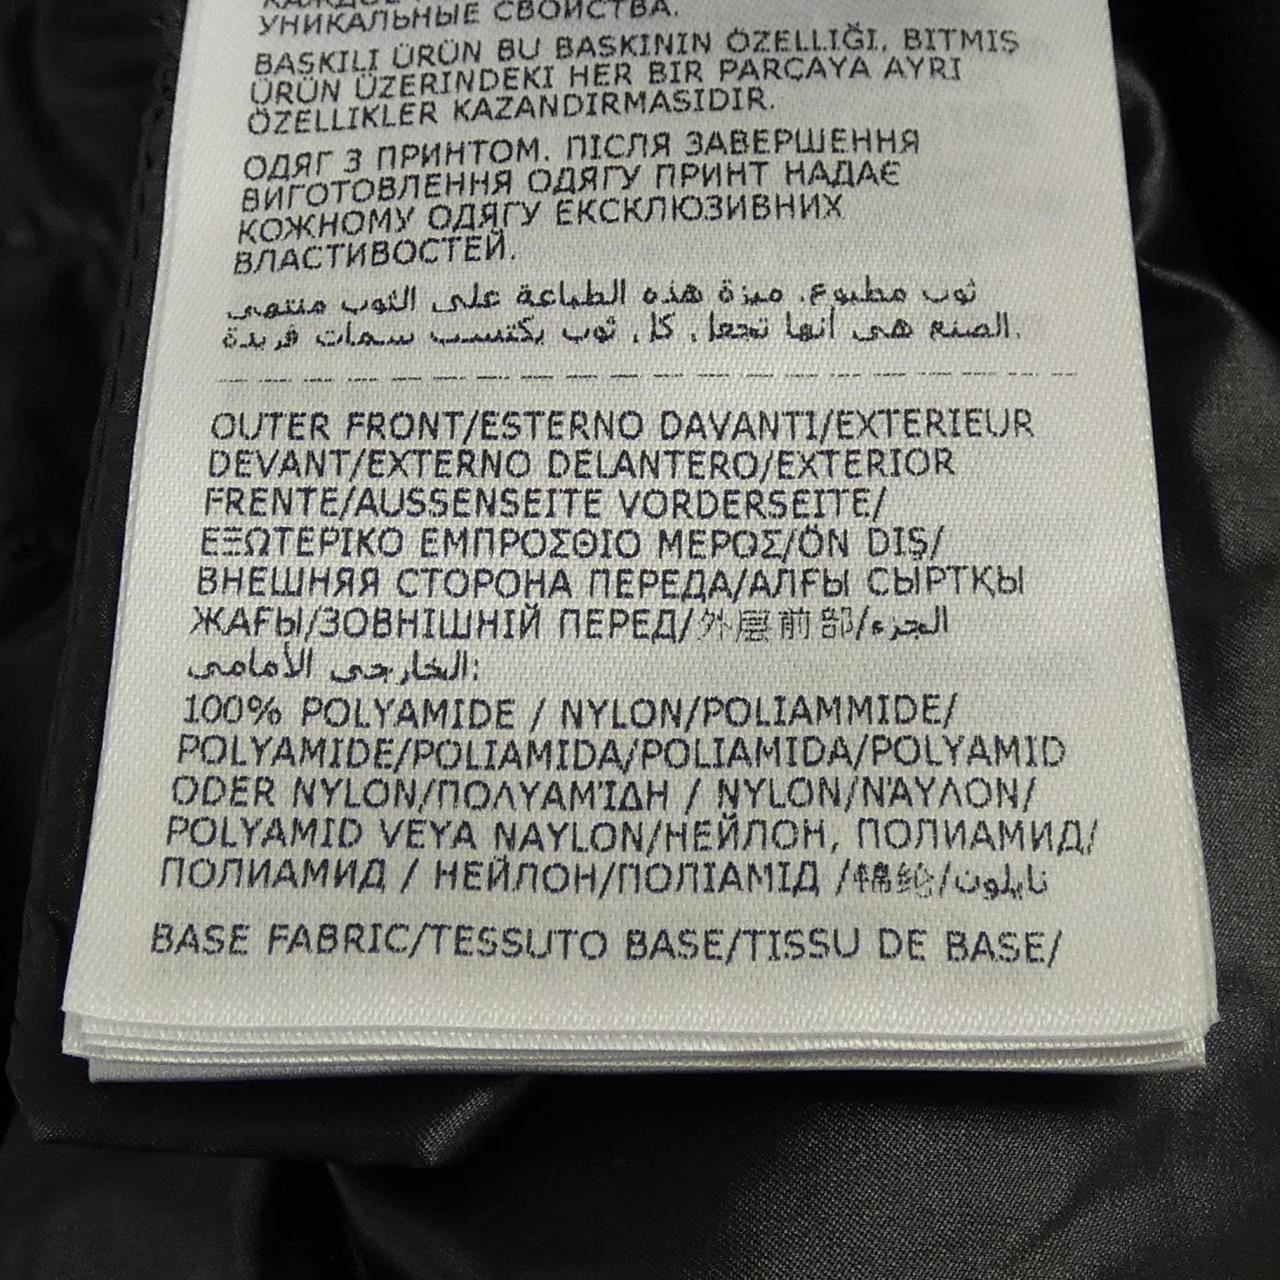 УНИКАЛЬНЫЕ СВОЙСТВА.
BASKILI ÜRÜN BU BASKININ ÖZELLIĞI, BITMIŞ
ÜRÜN ÜZERINDEKI HER BIR PARÇAYA AYRI
ÖZELLIKLER KAZANDIRMASIDIR.
ОДЯГ З ПРИНТОМ. ПІСЛЯ ЗАВЕРШЕННЯ
ВИГОТОВЛЕННЯ ОДЯГУ ПРИНТ НАДАЄ
КОЖНОМУ ОДЯГУ ЕКСКЛЮЗИВНИХ
ВЛАСТИВОСТЕЙ.
ثوب مطبوع. ميزة هذه الطباعة على الثوب منتهي
الصنع هي أنها تجعل كل ثوب يكتسب سمات فريدة.
OUTER FRONT/ESTERNO DAVANTI/EXTERIEUR
DEVANT/EXTERNO DELANTERO/EXTERIOR
FRENTE/AUSSENSEITE VORDERSEITE/
ΕΞΩΤΕΡΙΚΟ ΕΜΠΡΟΣΘΙΟ ΜΕΡΟΣ/ÖN DIŞ/
ВНЕШНЯЯ СТОРОНА ПЕРЕДА/АЛҒЫ СЫРТҚЫ
ЖАҒЫ/ЗОВНІШНІЙ ПЕРЕД/外层前部/الجزء
الخارجي الأمامي:
100% POLYAMIDE / NYLON/POLIAMMIDE/
POLYAMIDE/POLIAMIDA/POLIAMIDA/POLYAMID
ODER NYLON/ΠΟΛΥΑΜΊΔΗ / NYLON/ΝΆΥΛΟΝ/
POLYAMID VEYA NAYLON/НЕЙЛОН, ПОЛИАМИД/
ПОЛИАМИД / НЕЙЛОН/ПОЛІАМІД /锦纶/نايلون
BASE FABRIC/TESSUTO BASE/TISSU DE BASE/